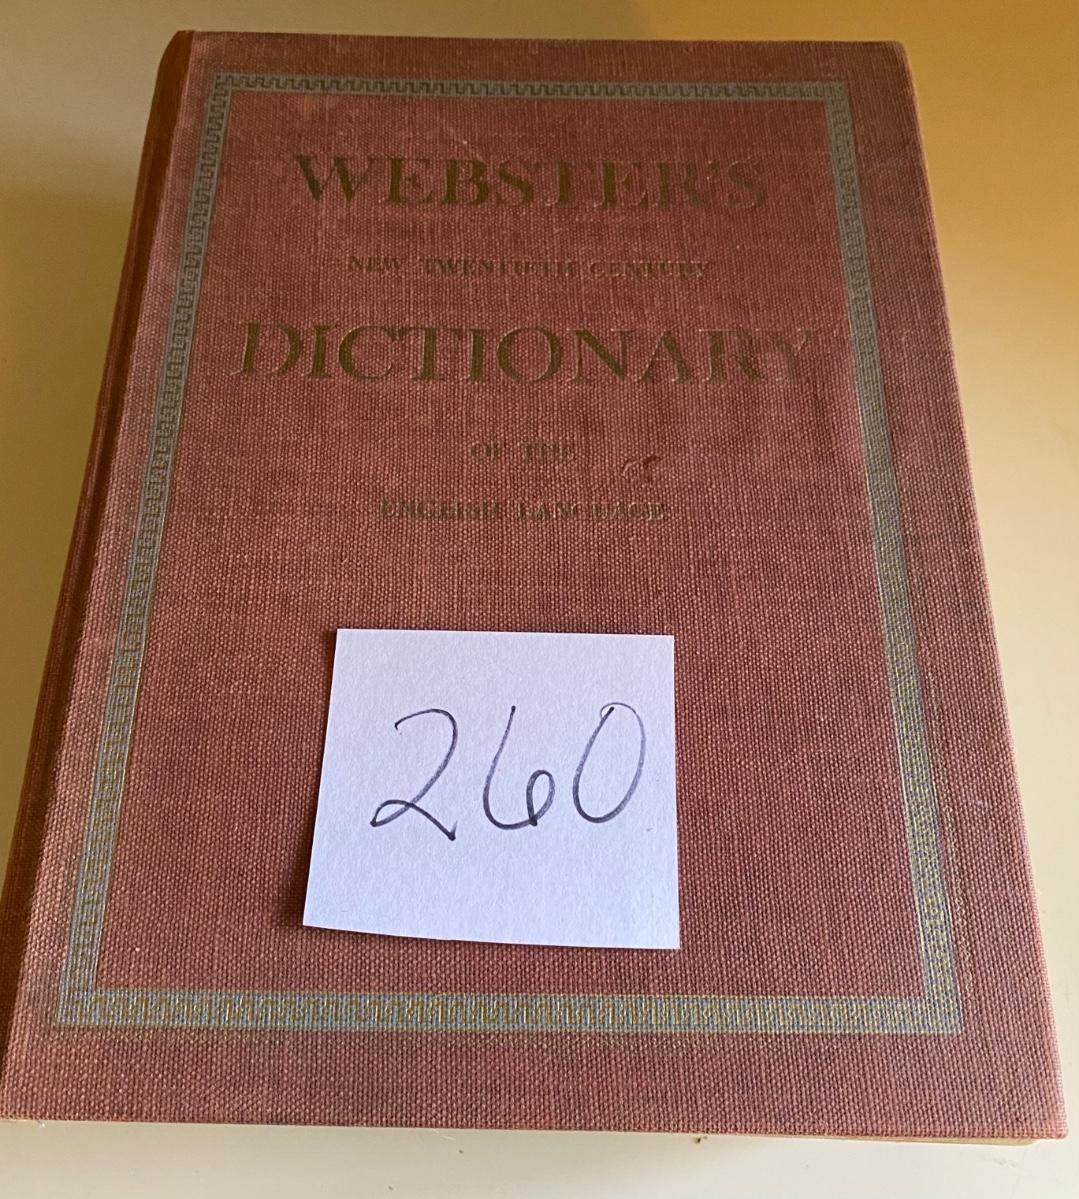 WEBSTER'S
NEW TWENTIETH CENTURY
DICTIONARY
OF THE
ENGLISH LANGUAGE
260